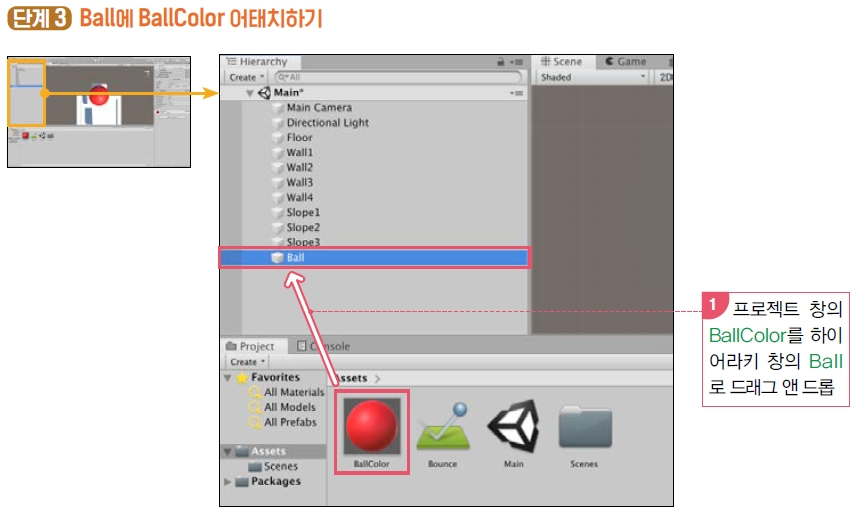 단계 3 Ball에 BallColor 어태치하기
Hierarchy
Create
All
Main*
Main Camera
Directional Light
Floor
Wall1
Wall2
Wall3
Wall4
Slope1
Slope2
Slope3
Ball
Scene
Game
Shaded
2D
1 프로젝트 창의
BallColor를 하이
어라키 창의 Ball
로 드래그 앤 드롭
Project
Console
Create
Favorites
All Materials
All Models
All Prefabs
Assets
Scenes
Packages
Assets
BallColor
Bounce
Main
Scenes